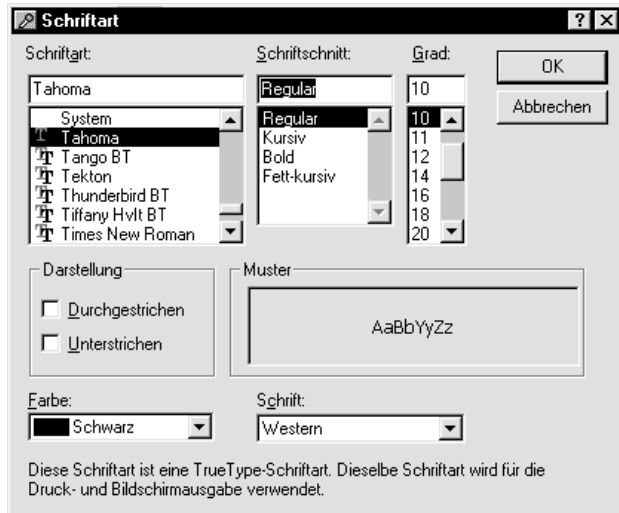 Schriftart
Schriftart:
Tahoma
System
Tahoma
Tango BT
Tekton
Thunderbird BT
Tiffany Hvlt BT
Times New Roman
Schriftschnitt:
Regular
Regular
Kursiv
Bold
Fett-kursiv
Grad:
10
10
11
12
14
16
18
20
OK
Abbrechen
Darstellung
Durchgestrichen
Unterstrichen
Muster
AaBbYyZz
Farbe:
Schwarz
Schrift:
Western
Diese Schriftart ist eine TrueType-Schriftart. Dieselbe Schriftart wird für die
Druck- und Bildschirmausgabe verwendet.